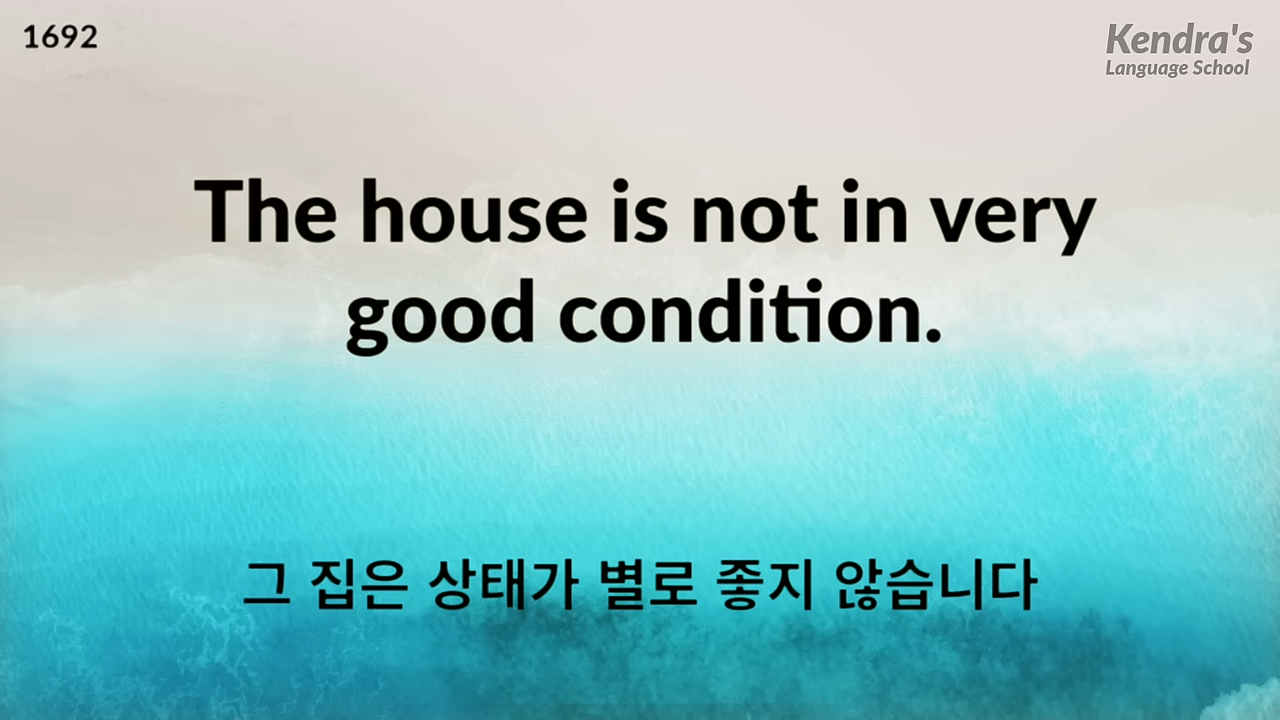 1692
Kendra's
Language School
The house is not in very
good condition.
그 집은 상태가 별로 좋지 않습니다